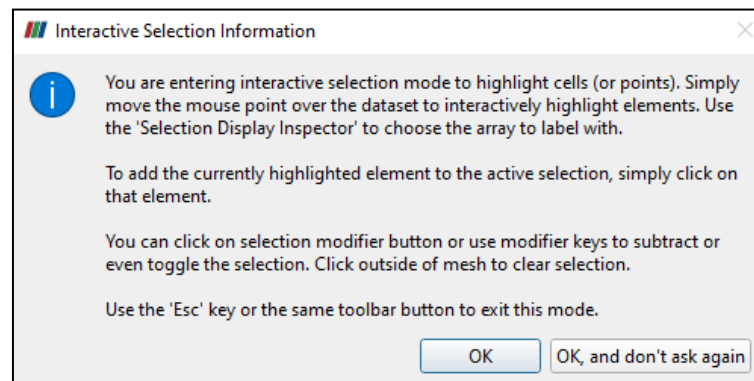 Interactive Selection Information
You are entering interactive selection mode to highlight cells (or points). Simply
move the mouse point over the dataset to interactively highlight elements. Use
the 'Selection Display Inspector' to choose the array to label with.
To add the currently highlighted element to the active selection, simply click on
that element.
You can click on selection modifier button or use modifier keys to subtract or
even toggle the selection. Click outside of mesh to clear selection.
Use the 'Esc' key or the same toolbar button to exit this mode.
OK
OK, and don't ask again